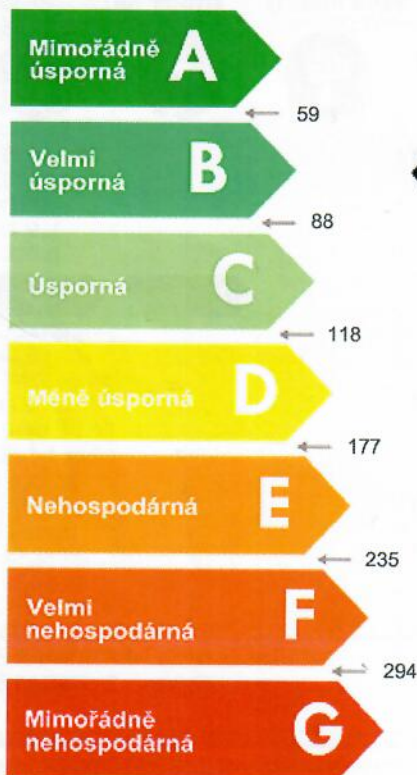 Mimořádně
úsporná A
59
Velmi
úsporná B
88
Úsporná C
118
Méně úsporná D
177
Nehospodárná E
235
Velmi
nehospodárná F
294
Mimořádně
nehospodárná G